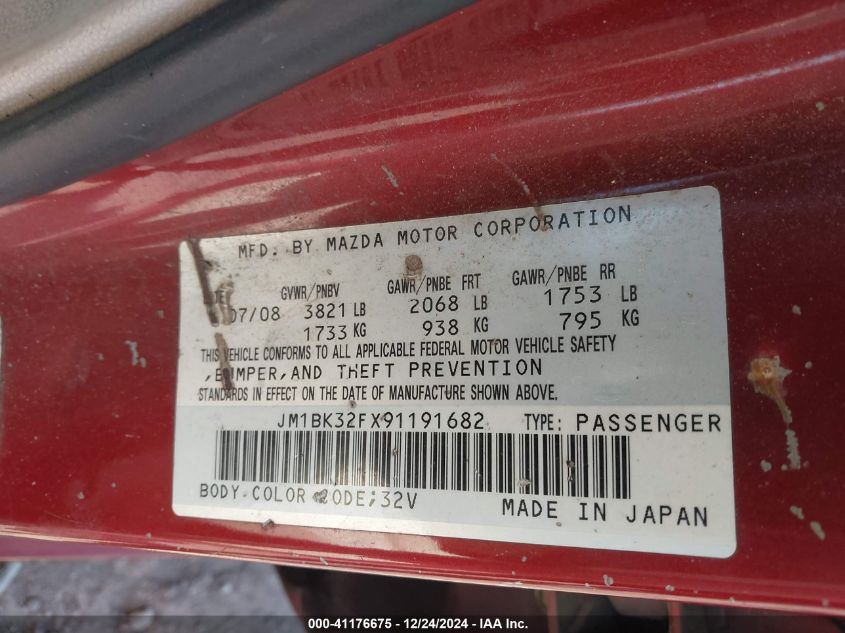 MFD. BY MAZDA MOTOR CORPORATION
GVWR/PNBV GAWR/PNBE FRT GAWR/PNBE RR
07/08 3821 LB 2068 LB 1753 LB
1733 KG 938 KG 795 KG
THIS VEHICLE CONFORMS TO ALL APPLICABLE FEDERAL MOTOR VEHICLE SAFETY
,BUMPER,AND THEFT PREVENTION
STANDARDS IN EFFECT ON THE DATE OF MANUFACTURE SHOWN ABOVE.
JM1BK32FX91191682 TYPE: PASSENGER
BODY COLOR CODE;32V MADE IN JAPAN
000-41176675 - 12/24/2024 - IAA Inc.